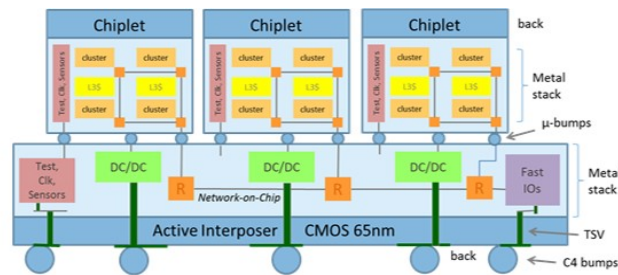 Chiplet
Chiplet
Chiplet
back
Test, Clk, Sensors
cluster
cluster
L3$
L3$
cluster
cluster
Test, Clk, Sensors
cluster
cluster
L3$
L3$
cluster
cluster
Test, Clk, Sensors
cluster
cluster
L3$
L3$
cluster
cluster
Metal
stack
μ-bumps
Test,
Clk,
Sensors
DC/DC
R
Network-on-Chip
DC/DC
R
DC/DC
R
Fast
IOs
Metal
stack
Active Interposer
CMOS 65nm
TSV
back
C4 bumps